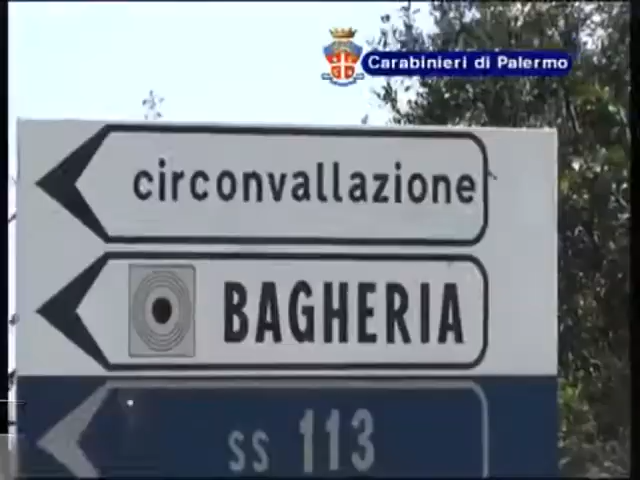 Carabinieri di Palermo
circonvallazione
BAGHERIA
SS 113